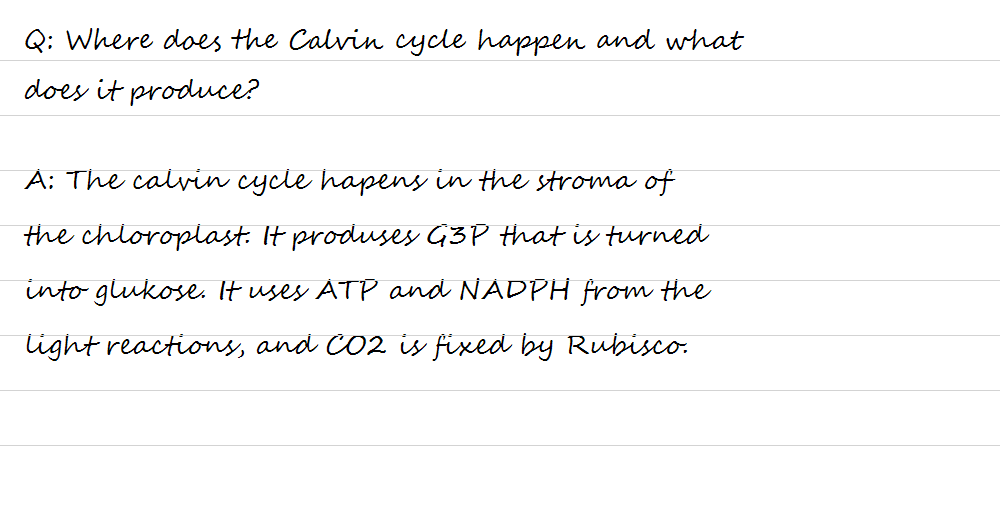 Q: Where does the Calvin cycle happen and what
does it produce?
A: The calvin cycle hapens in the stroma of
the chloroplast. It produses G3P that is turned
into glukose. It uses ATP and NADPH from the
light reactions, and CO2 is fixed by Rubisco.